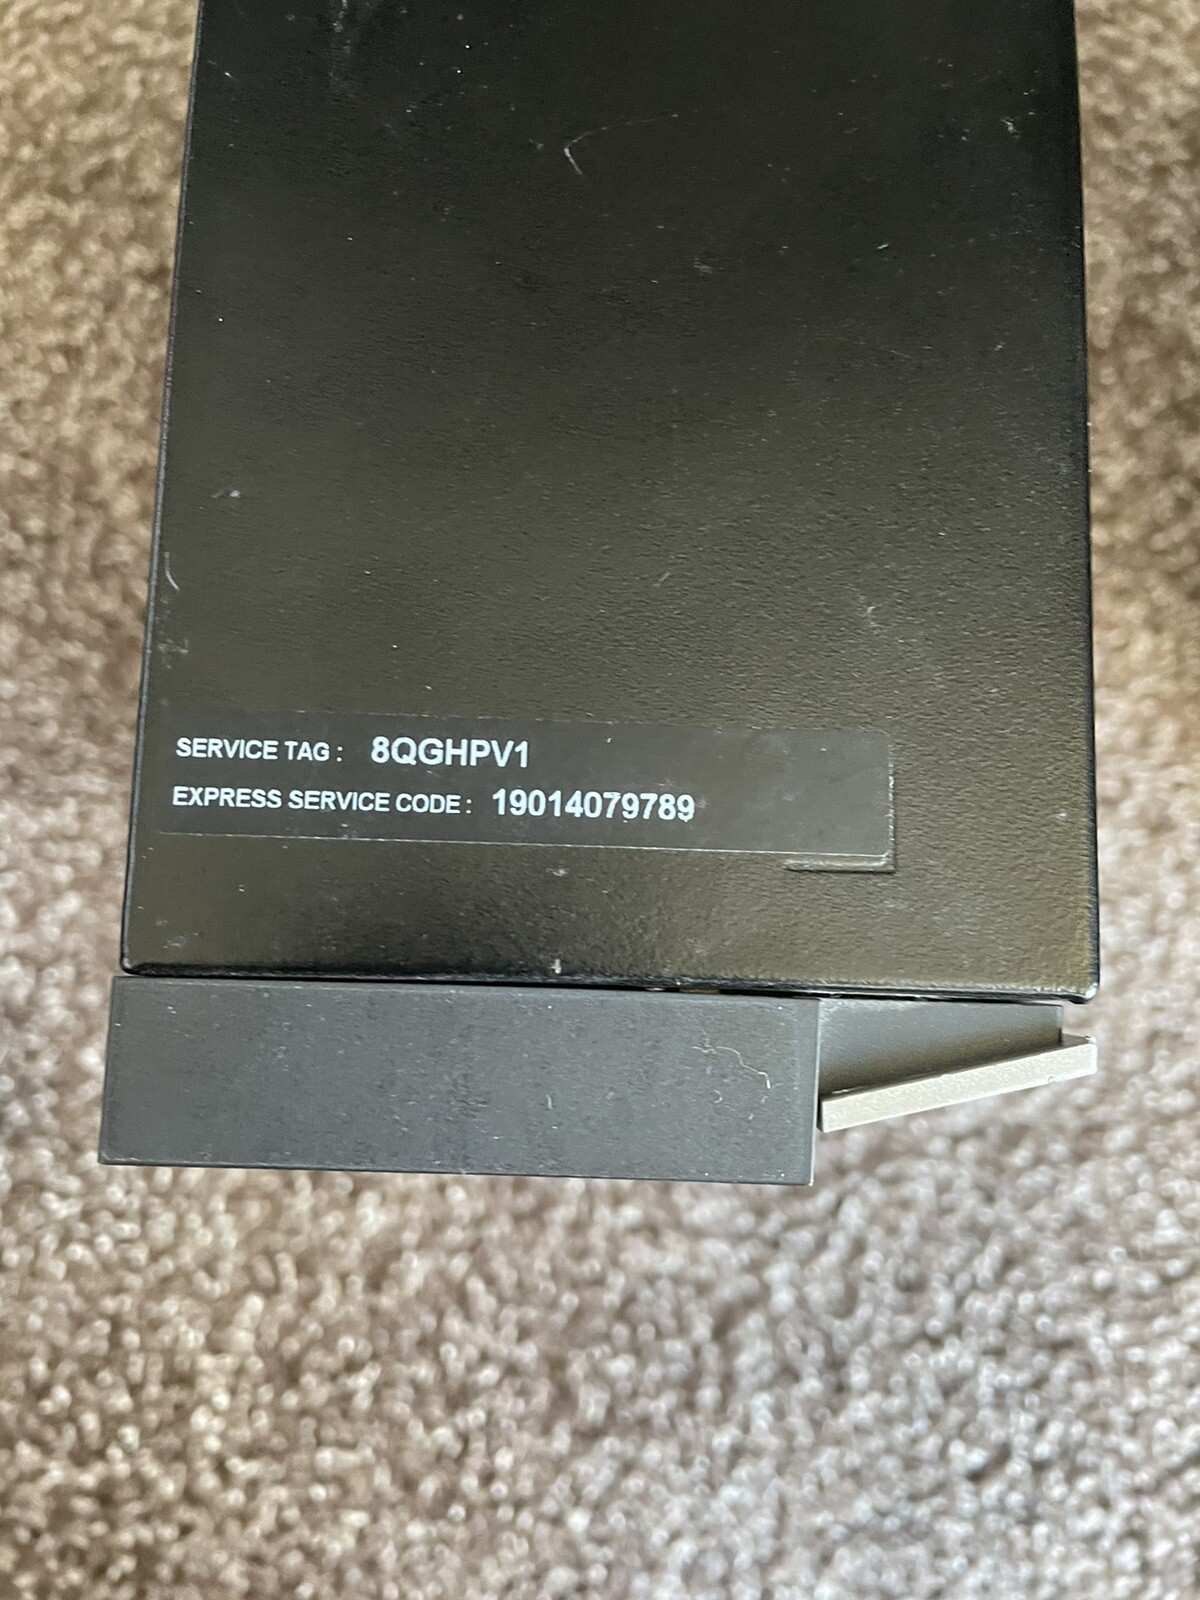 SERVICE TAG : 8QGHPV1
EXPRESS SERVICE CODE : 19014079789